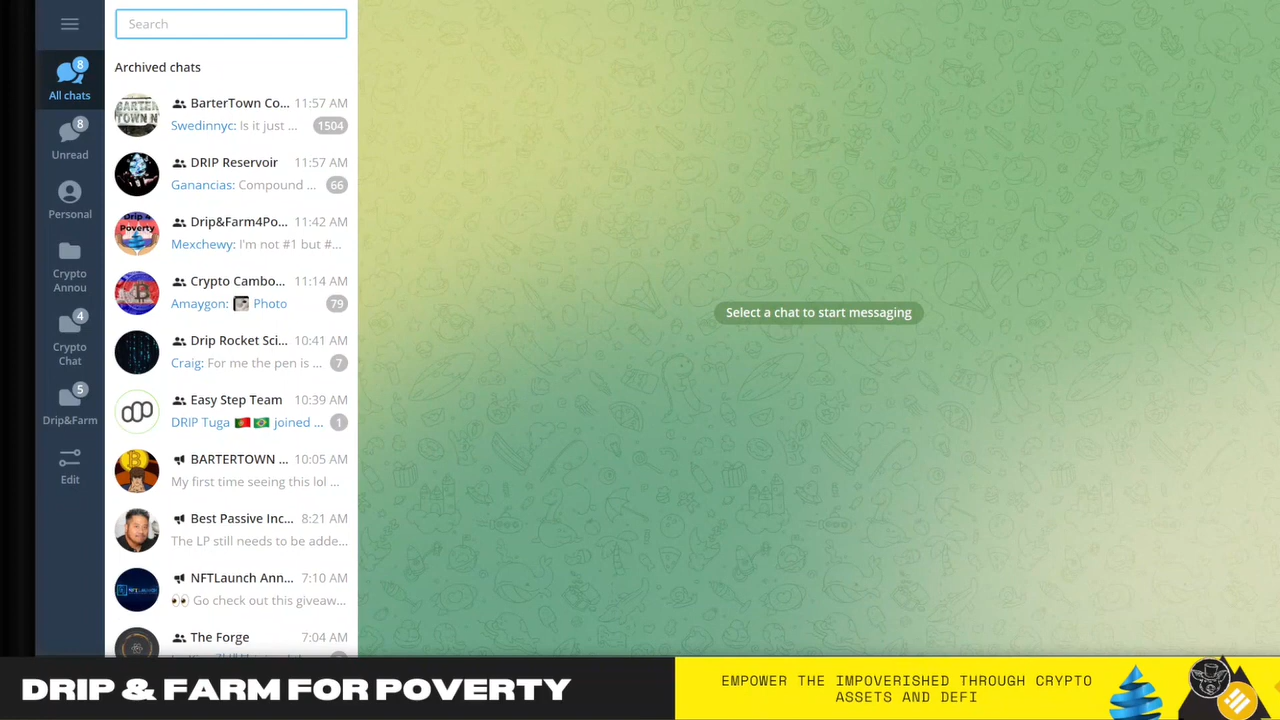 Search
Archived chats
8
All chats
8
Unread
Personal
Crypto
Annou
4
Crypto
Chat
5
Drip&Farm
Edit
BARTER
TOWN N
BarterTown Co... 11:57 AM
Swedinnyc: Is it just ... 1504
DRIP Reservoir 11:57 AM
Ganancias: Compound ... 66
Drip &
Poverty
Drip&Farm4Po... 11:42 AM
Mexchewy: I'm not #1 but #...
Crypto Cambo... 11:14 AM
Amaygon: Photo 79
Drip Rocket Sci... 10:41 AM
Craig: For me the pen is ... 7
Easy Step Team 10:39 AM
DRIP Tuga 🇵🇹 🇧🇷 joined ... 1
BARTERTOWN ... 10:05 AM
My first time seeing this lol ...
Best Passive Inc... 8:21 AM
The LP still needs to be adde...
NFTLaunch Ann... 7:10 AM
👀 Go check out this giveaw...
The Forge 7:04 AM
Select a chat to start messaging
DRIP & FARM FOR POVERTY
EMPOWER THE IMPOVERISHED THROUGH CRYPTO
ASSETS AND DEFI